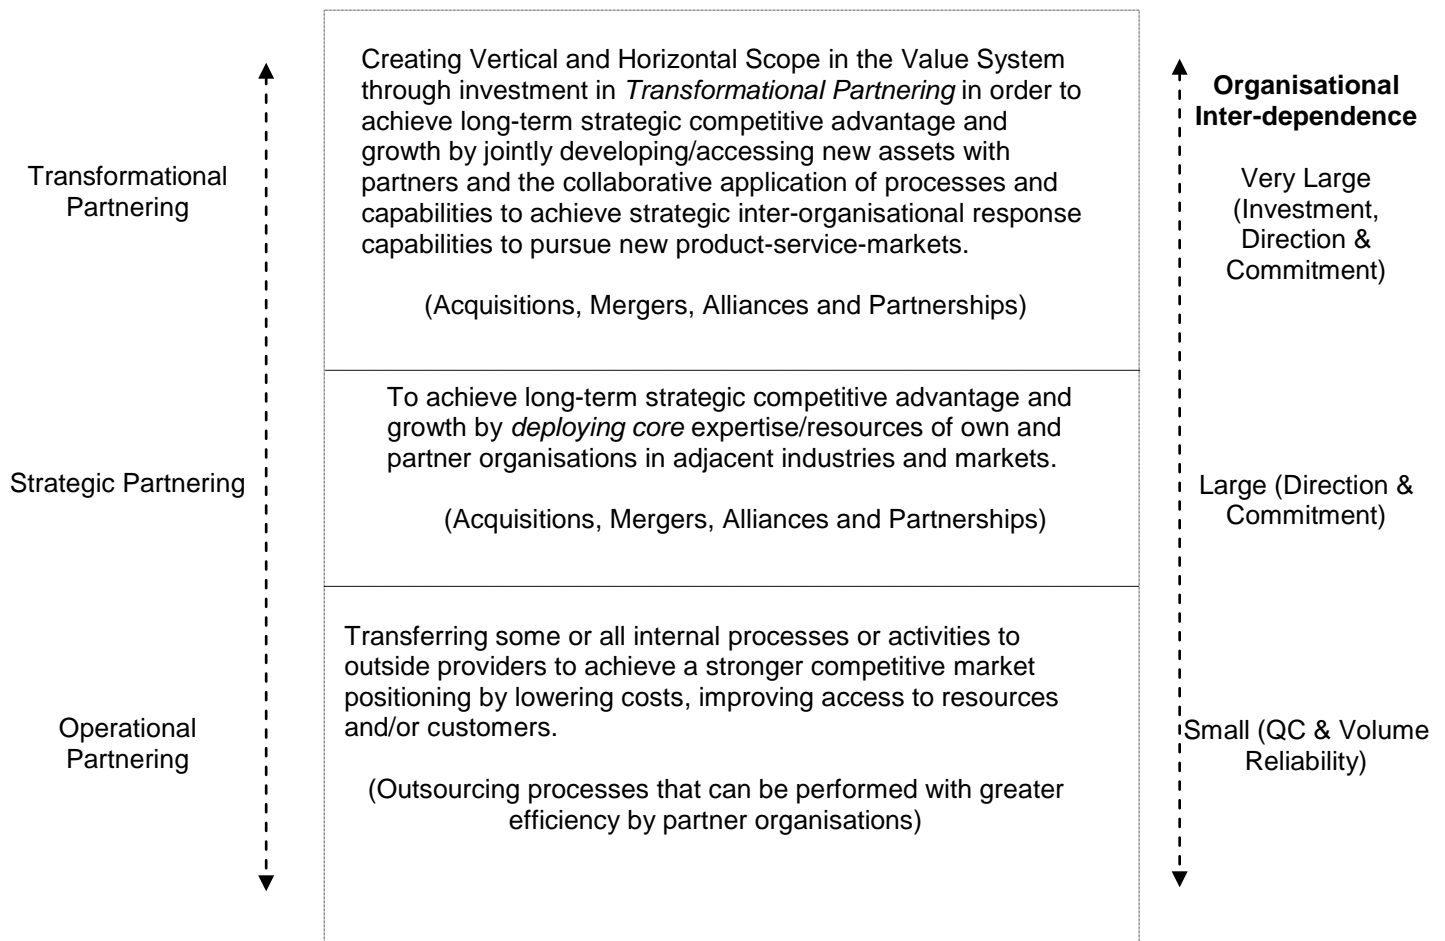 Creating Vertical and Horizontal Scope in the Value System
through investment in Transformational Partnering in order to
achieve long-term strategic competitive advantage and
growth by jointly developing/accessing new assets with
partners and the collaborative application of processes and
capabilities to achieve strategic inter-organisational response
capabilities to pursue new product-service-markets.
(Acquisitions, Mergers, Alliances and Partnerships)
Transformational
Partnering
Organisational
Inter-dependence
Very Large
(Investment,
Direction &
Commitment)
To achieve long-term strategic competitive advantage and
growth by deploying core expertise/resources of own and
partner organisations in adjacent industries and markets.
(Acquisitions, Mergers, Alliances and Partnerships)
Strategic Partnering
Large (Direction &
Commitment)
Transferring some or all internal processes or activities to
outside providers to achieve a stronger competitive market
positioning by lowering costs, improving access to resources
and/or customers.
(Outsourcing processes that can be performed with greater
efficiency by partner organisations)
Operational
Partnering
Small (QC & Volume
Reliability)